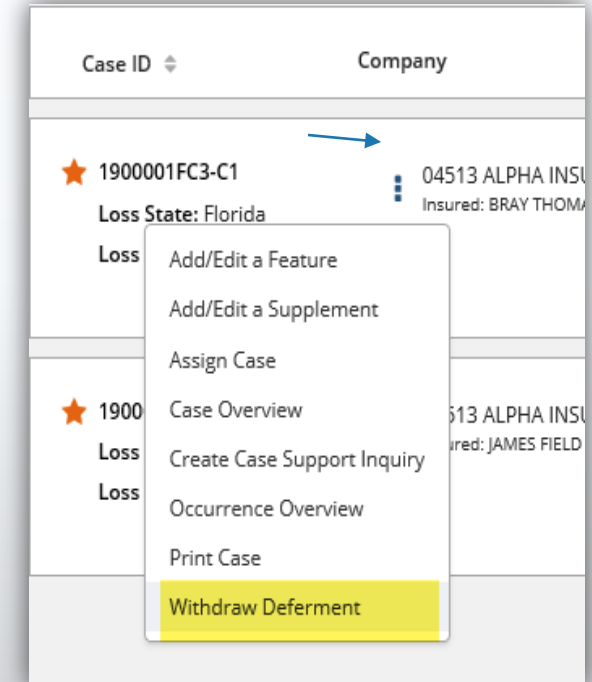 Case ID Company
1900001FC3-C1 04513 ALPHA INSU
Loss State: Florida Insured: BRAY THOMA
Loss
Add/Edit a Feature
Add/Edit a Supplement
Assign Case
1900 Case Overview 513 ALPHA INSU
Loss Create Case Support Inquiry ured: JAMES FIELD
Loss Occurrence Overview
Print Case
Withdraw Deferment